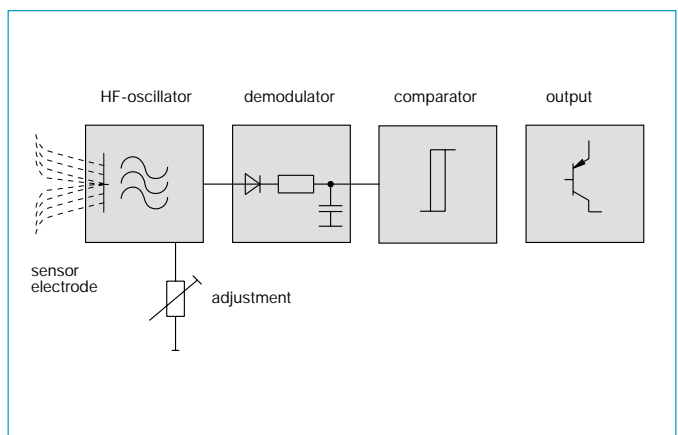 HF-oscillator
demodulator
comparator
output
sensor
electrode
adjustment